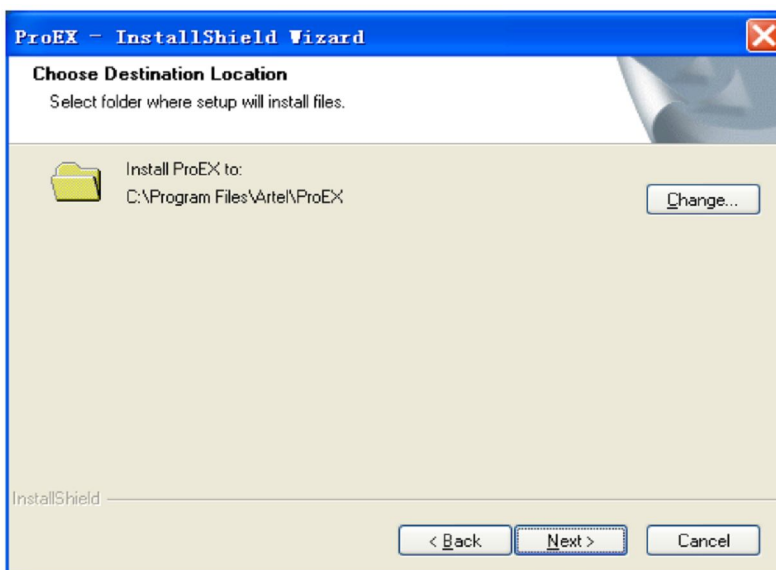 ProEX - InstallShield Wizard
Choose Destination Location
Select folder where setup will install files.
Install ProEX to:
C:\Program Files\Artel\ProEX
Change...
InstallShield
< Back Next > Cancel